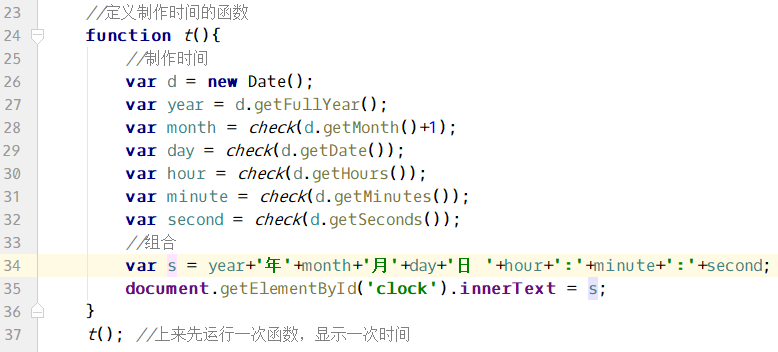 23 //定义制作时间的函数
24 function t(){
25 //制作时间
26 var d = new Date();
27 var year = d.getFullYear();
28 var month = check(d.getMonth()+1);
29 var day = check(d.getDate());
30 var hour = check(d.getHours());
31 var minute = check(d.getMinutes());
32 var second = check(d.getSeconds());
33 //组合
34 var s = year+'年'+month+'月'+day+'日 '+hour+':'+minute+':'+second;
35 document.getElementById('clock').innerText = s;
36 }
37 t(); //上来先运行一次函数，显示一次时间